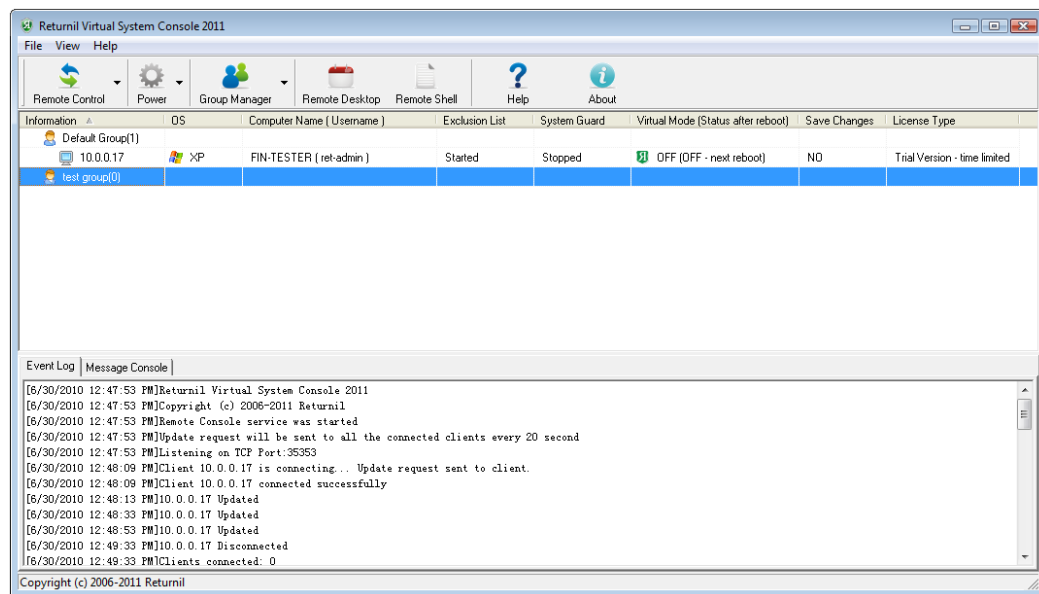 Returnil Virtual System Console 2011
File View Help
Remote Control Power Group Manager Remote Desktop Remote Shell Help About
Information OS Computer Name ( Username ) Exclusion List System Guard Virtual Mode (Status after reboot) Save Changes License Type
Default Group(1)
10.0.0.17 XP FIN-TESTER ( ret-admin ) Started Stopped OFF (OFF - next reboot) NO Trial Version - time limited
test group(0)
Event Log Message Console
[6/30/2010 12:47:53 PM]Returnil Virtual System Console 2011
[6/30/2010 12:47:53 PM]Copyright (c) 2006-2011 Returnil
[6/30/2010 12:47:53 PM]Remote Console service was started
[6/30/2010 12:47:53 PM]Update request will be sent to all the connected clients every 20 second
[6/30/2010 12:47:53 PM]Listening on TCP Port:35353
[6/30/2010 12:48:09 PM]Client 10.0.0.17 is connecting... Update request sent to client.
[6/30/2010 12:48:09 PM]Client 10.0.0.17 connected successfully
[6/30/2010 12:48:13 PM]10.0.0.17 Updated
[6/30/2010 12:48:33 PM]10.0.0.17 Updated
[6/30/2010 12:48:53 PM]10.0.0.17 Updated
[6/30/2010 12:49:33 PM]10.0.0.17 Disconnected
[6/30/2010 12:49:33 PM]Clients connected: 0
Copyright (c) 2006-2011 Returnil